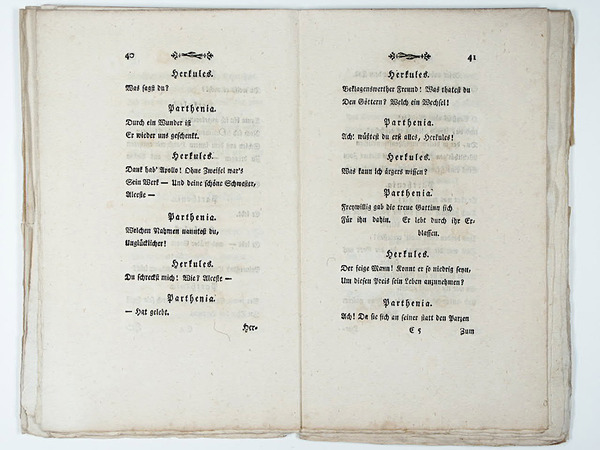 40
Herkules.
Was sagst du?
Parthenia.
Durch ein Wunder ist
Er wieder uns geschenkt.
Herkules.
Dank hab' Apollo! Ohne Zweifel war's
Sein Werk — Und deine schöne Schwester,
Alceste —
Parthenia.
Welchen Nahmen nanntest du,
Unglücklicher!
Herkules.
Du schreckst mich! Wie? Alceste —
Parthenia.
— Hat gelebt.
Her-
41
Herkules.
Beklagenswerther Freund! Was thatest du
Den Göttern? Welch ein Wechsel!
Parthenia.
Ach! wüßtest du erst alles, Herkules!
Herkules.
Was kann ich ärgers wissen?
Parthenia.
Freywillig gab die treue Gattinn sich
Für ihn dahin. Er lebt durch ihr Er-
blassen.
Herkules.
Der feige Mann! Konnt er so niedrig seyn,
Um diesen Preis sein Leben anzunehmen?
Parthenia.
Ach! Da sie sich an seiner statt den Parzen
C 5
Zum